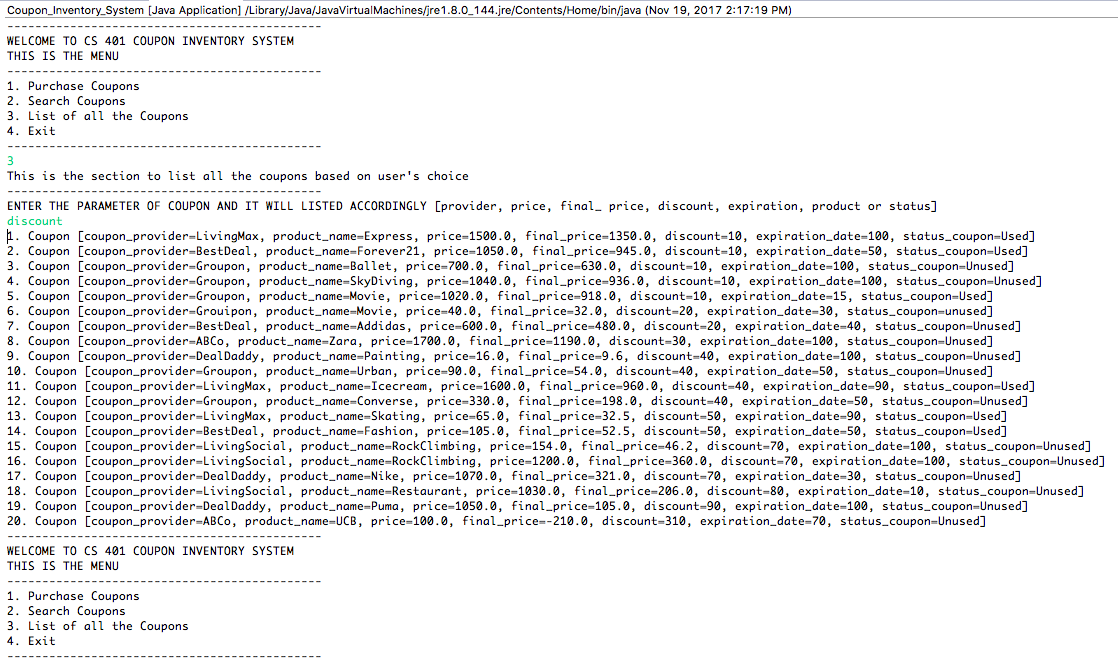 Coupon_Inventory_System [Java Application] /Library/Java/JavaVirtualMachines/jre1.8.0_144.jre/Contents/Home/bin/java (Nov 19, 2017 2:17:19 PM)
---------------------------------------------
WELCOME TO CS 401 COUPON INVENTORY SYSTEM
THIS IS THE MENU
---------------------------------------------
1. Purchase Coupons
2. Search Coupons
3. List of all the Coupons
4. Exit
---------------------------------------------
3
This is the section to list all the coupons based on user's choice
---------------------------------------------
ENTER THE PARAMETER OF COUPON AND IT WILL LISTED ACCORDINGLY [provider, price, final_ price, discount, expiration, product or status]
discount
1. Coupon [coupon_provider=LivingMax, product_name=Express, price=1500.0, final_price=1350.0, discount=10, expiration_date=100, status_coupon=Used]
2. Coupon [coupon_provider=BestDeal, product_name=Forever21, price=1050.0, final_price=945.0, discount=10, expiration_date=50, status_coupon=Used]
3. Coupon [coupon_provider=Groupon, product_name=Ballet, price=700.0, final_price=630.0, discount=10, expiration_date=100, status_coupon=Unused]
4. Coupon [coupon_provider=Groupon, product_name=SkyDiving, price=1040.0, final_price=936.0, discount=10, expiration_date=100, status_coupon=Unused]
5. Coupon [coupon_provider=Groupon, product_name=Movie, price=1020.0, final_price=918.0, discount=10, expiration_date=15, status_coupon=Used]
6. Coupon [coupon_provider=Grouipon, product_name=Movie, price=40.0, final_price=32.0, discount=20, expiration_date=30, status_coupon=unused]
7. Coupon [coupon_provider=BestDeal, product_name=Addidas, price=600.0, final_price=480.0, discount=20, expiration_date=40, status_coupon=Unused]
8. Coupon [coupon_provider=ABCo, product_name=Zara, price=1700.0, final_price=1190.0, discount=30, expiration_date=100, status_coupon=Unused]
9. Coupon [coupon_provider=DealDaddy, product_name=Painting, price=16.0, final_price=9.6, discount=40, expiration_date=100, status_coupon=Unused]
10. Coupon [coupon_provider=Groupon, product_name=Urban, price=90.0, final_price=54.0, discount=40, expiration_date=50, status_coupon=Unused]
11. Coupon [coupon_provider=LivingMax, product_name=Icecream, price=1600.0, final_price=960.0, discount=40, expiration_date=90, status_coupon=Used]
12. Coupon [coupon_provider=Groupon, product_name=Converse, price=330.0, final_price=198.0, discount=40, expiration_date=50, status_coupon=Unused]
13. Coupon [coupon_provider=LivingMax, product_name=Skating, price=65.0, final_price=32.5, discount=50, expiration_date=90, status_coupon=Used]
14. Coupon [coupon_provider=BestDeal, product_name=Fashion, price=105.0, final_price=52.5, discount=50, expiration_date=50, status_coupon=Used]
15. Coupon [coupon_provider=LivingSocial, product_name=RockClimbing, price=154.0, final_price=46.2, discount=70, expiration_date=100, status_coupon=Unused]
16. Coupon [coupon_provider=LivingSocial, product_name=RockClimbing, price=1200.0, final_price=360.0, discount=70, expiration_date=100, status_coupon=Unused]
17. Coupon [coupon_provider=DealDaddy, product_name=Nike, price=1070.0, final_price=321.0, discount=70, expiration_date=30, status_coupon=Unused]
18. Coupon [coupon_provider=LivingSocial, product_name=Restaurant, price=1030.0, final_price=206.0, discount=80, expiration_date=10, status_coupon=Unused]
19. Coupon [coupon_provider=DealDaddy, product_name=Puma, price=1050.0, final_price=105.0, discount=90, expiration_date=100, status_coupon=Unused]
20. Coupon [coupon_provider=ABCo, product_name=UCB, price=100.0, final_price=-210.0, discount=310, expiration_date=70, status_coupon=Unused]
---------------------------------------------
WELCOME TO CS 401 COUPON INVENTORY SYSTEM
THIS IS THE MENU
---------------------------------------------
1. Purchase Coupons
2. Search Coupons
3. List of all the Coupons
4. Exit
---------------------------------------------